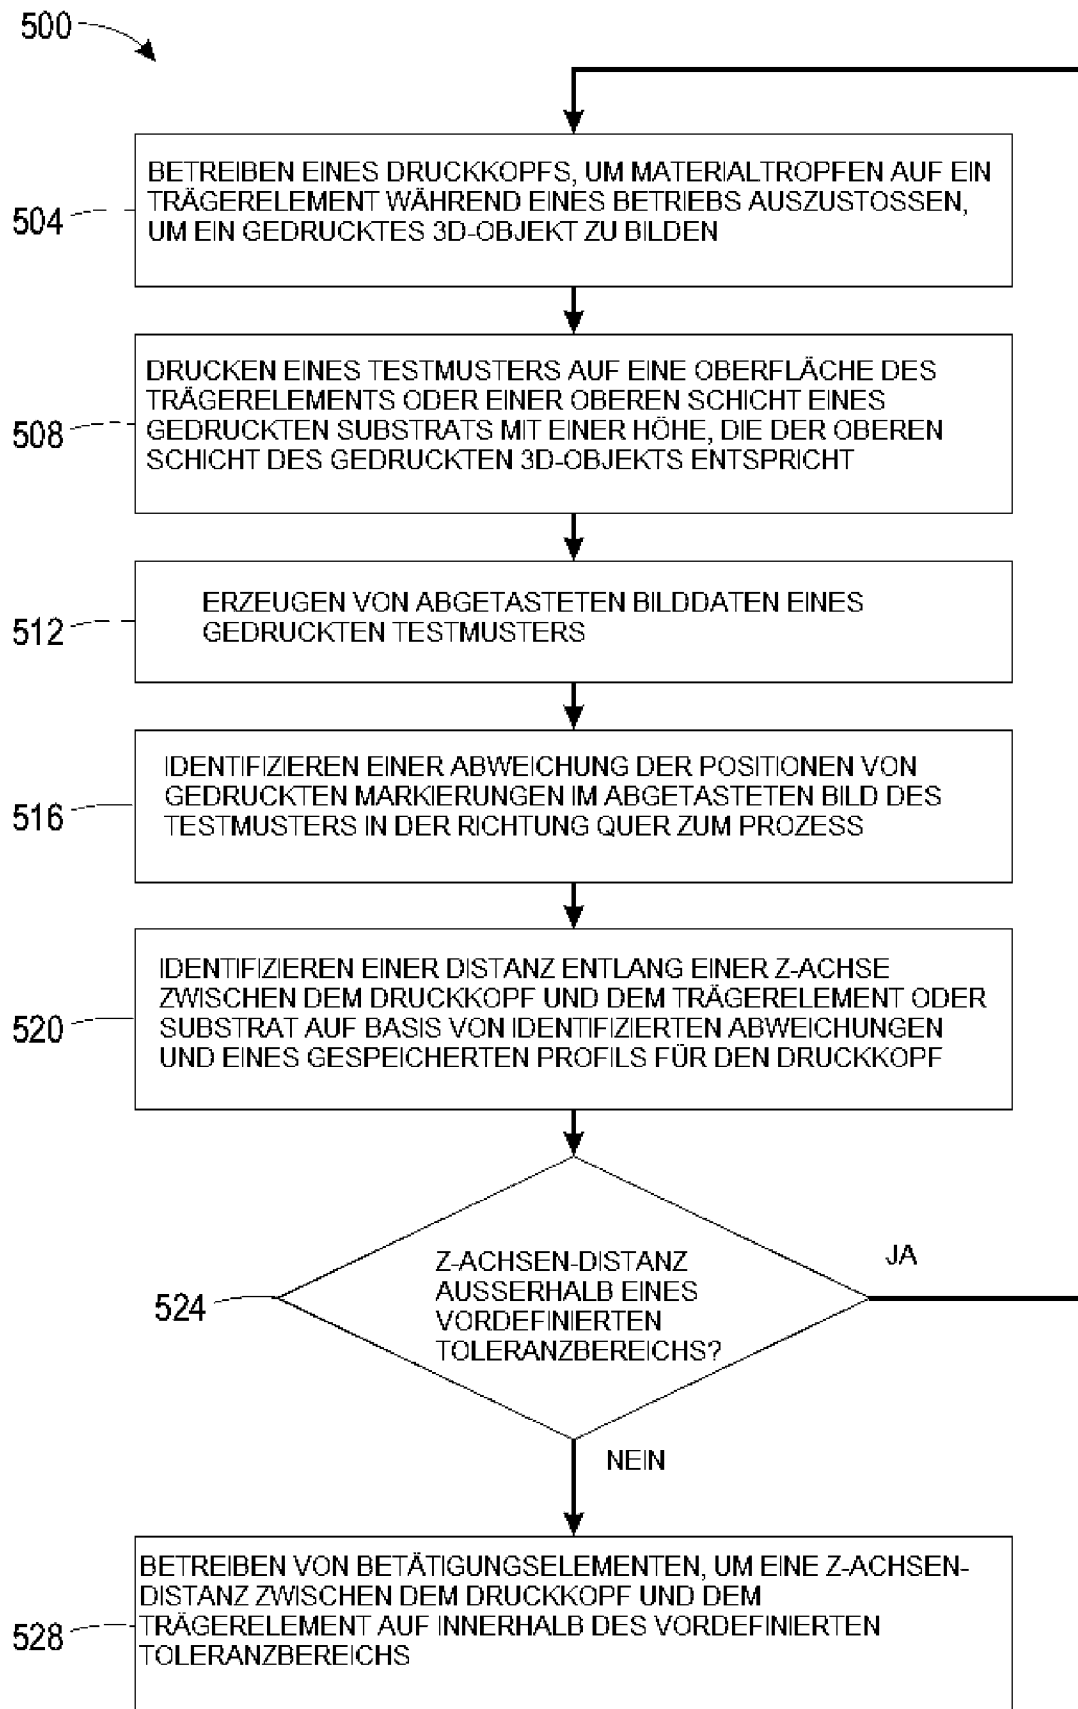 500
504
BETREIBEN EINES DRUCKKOPFS, UM MATERIALTROPFEN AUF EIN
TRÄGERELEMENT WÄHREND EINES BETRIEBS AUSZUSTOSSEN,
UM EIN GEDRUCKTES 3D-OBJEKT ZU BILDEN
508
DRUCKEN EINES TESTMUSTERS AUF EINE OBERFLÄCHE DES
TRÄGERELEMENTS ODER EINER OBEREN SCHICHT EINES
GEDRUCKTEN SUBSTRATS MIT EINER HÖHE, DIE DER OBEREN
SCHICHT DES GEDRUCKTEN 3D-OBJEKTS ENTSPRICHT
512
ERZEUGEN VON ABGETASTETEN BILDDATEN EINES
GEDRUCKTEN TESTMUSTERS
516
IDENTIFIZIEREN EINER ABWEICHUNG DER POSITIONEN VON
GEDRUCKTEN MARKIERUNGEN IM ABGETASTETEN BILD DES
TESTMUSTERS IN DER RICHTUNG QUER ZUM PROZESS
520
IDENTIFIZIEREN EINER DISTANZ ENTLANG EINER Z-ACHSE
ZWISCHEN DEM DRUCKKOPF UND DEM TRÄGERELEMENT ODER
SUBSTRAT AUF BASIS VON IDENTIFIZIERTEN ABWEICHUNGEN
UND EINES GESPEICHERTEN PROFILS FÜR DEN DRUCKKOPF
524
Z-ACHSEN-DISTANZ
AUSSERHALB EINES
VORDEFINIERTEN
TOLERANZBEREICHS?
JA
NEIN
528
BETREIBEN VON BETÄTIGUNGSELEMENTEN, UM EINE Z-ACHSEN-
DISTANZ ZWISCHEN DEM DRUCKKOPF UND DEM
TRÄGERELEMENT AUF INNERHALB DES VORDEFINIERTEN
TOLERANZBEREICHS